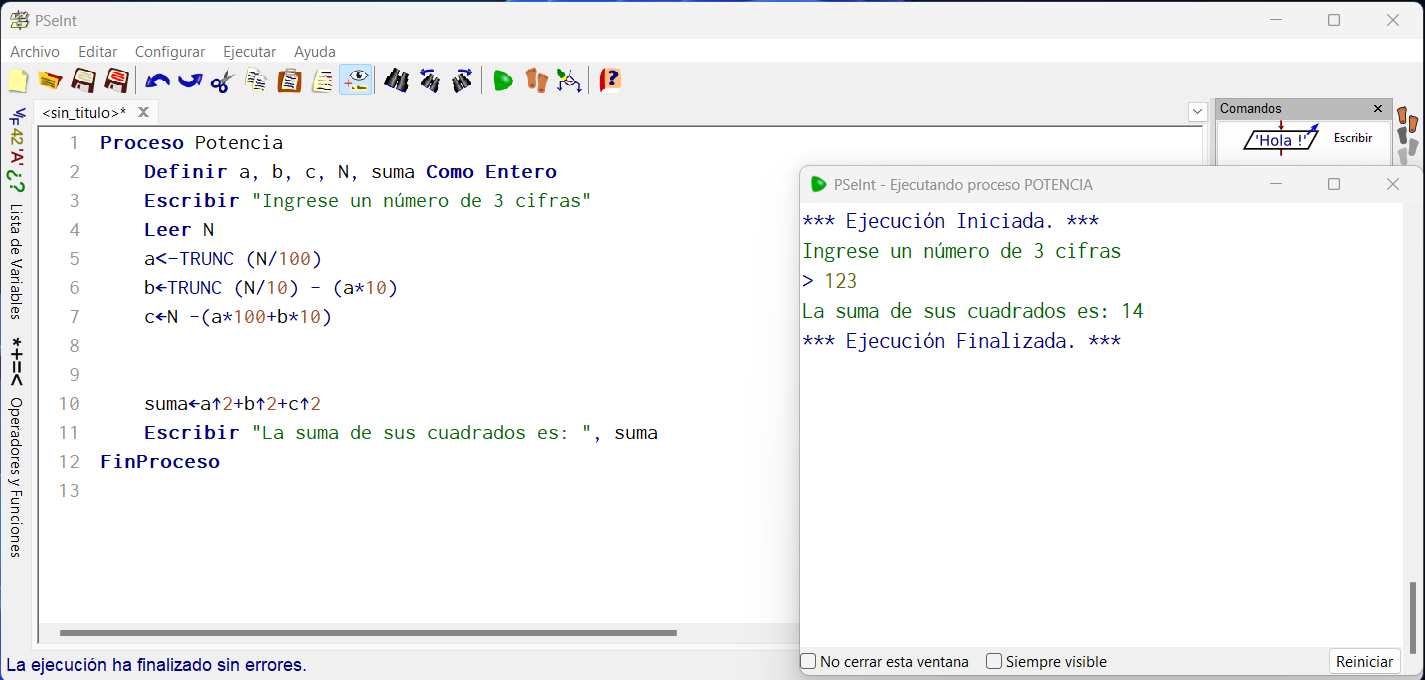 PSeInt
Archivo Editar Configurar Ejecutar Ayuda
<sin_titulo>*
Comandos
'Hola !' Escribir
Lista de Variables
*+=<
Operadores y Funciones
1 Proceso Potencia
2 Definir a, b, c, N, suma Como Entero
3 Escribir "Ingrese un número de 3 cifras"
4 Leer N
5 a<-TRUNC (N/100)
6 b←TRUNC (N/10) - (a*10)
7 c←N -(a*100+b*10)
8
9
10 suma←a↑2+b↑2+c↑2
11 Escribir "La suma de sus cuadrados es: ", suma
12 FinProceso
13
PSeInt - Ejecutando proceso POTENCIA
*** Ejecución Iniciada. ***
Ingrese un número de 3 cifras
> 123
La suma de sus cuadrados es: 14
*** Ejecución Finalizada. ***
No cerrar esta ventana Siempre visible Reiniciar
La ejecución ha finalizado sin errores.